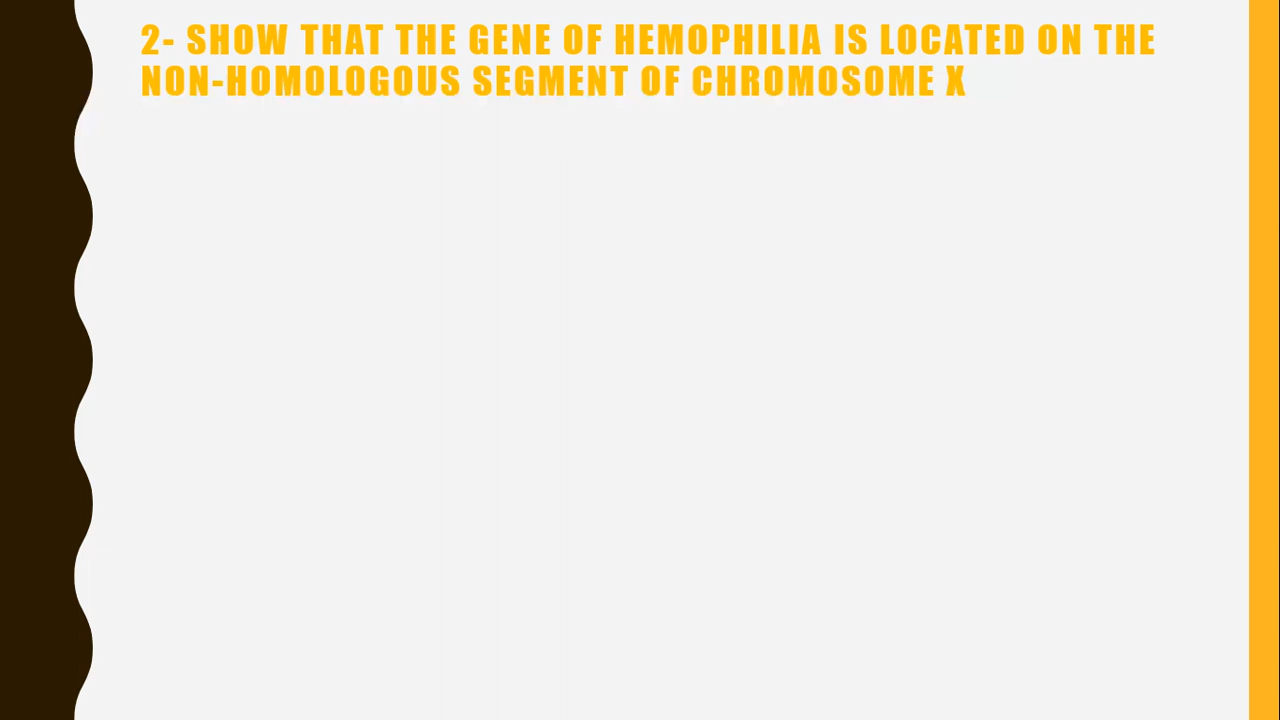 2- SHOW THAT THE GENE OF HEMOPHILIA IS LOCATED ON THE
NON-HOMOLOGOUS SEGMENT OF CHROMOSOME X